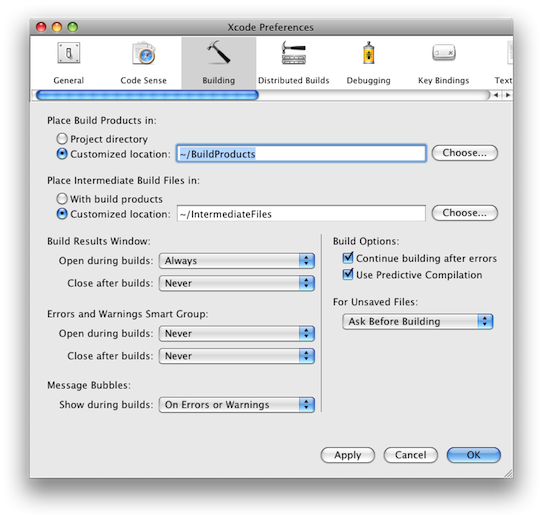 Xcode Preferences
General Code Sense Building Distributed Builds Debugging Key Bindings Text
Place Build Products in:
Project directory
Customized location: ~/BuildProducts Choose...
Place Intermediate Build Files in:
With build products
Customized location: ~/IntermediateFiles Choose...
Build Results Window:
Open during builds: Always
Close after builds: Never
Errors and Warnings Smart Group:
Open during builds: Never
Close after builds: Never
Message Bubbles:
Show during builds: On Errors or Warnings
Build Options:
Continue building after errors
Use Predictive Compilation
For Unsaved Files:
Ask Before Building
Apply Cancel OK